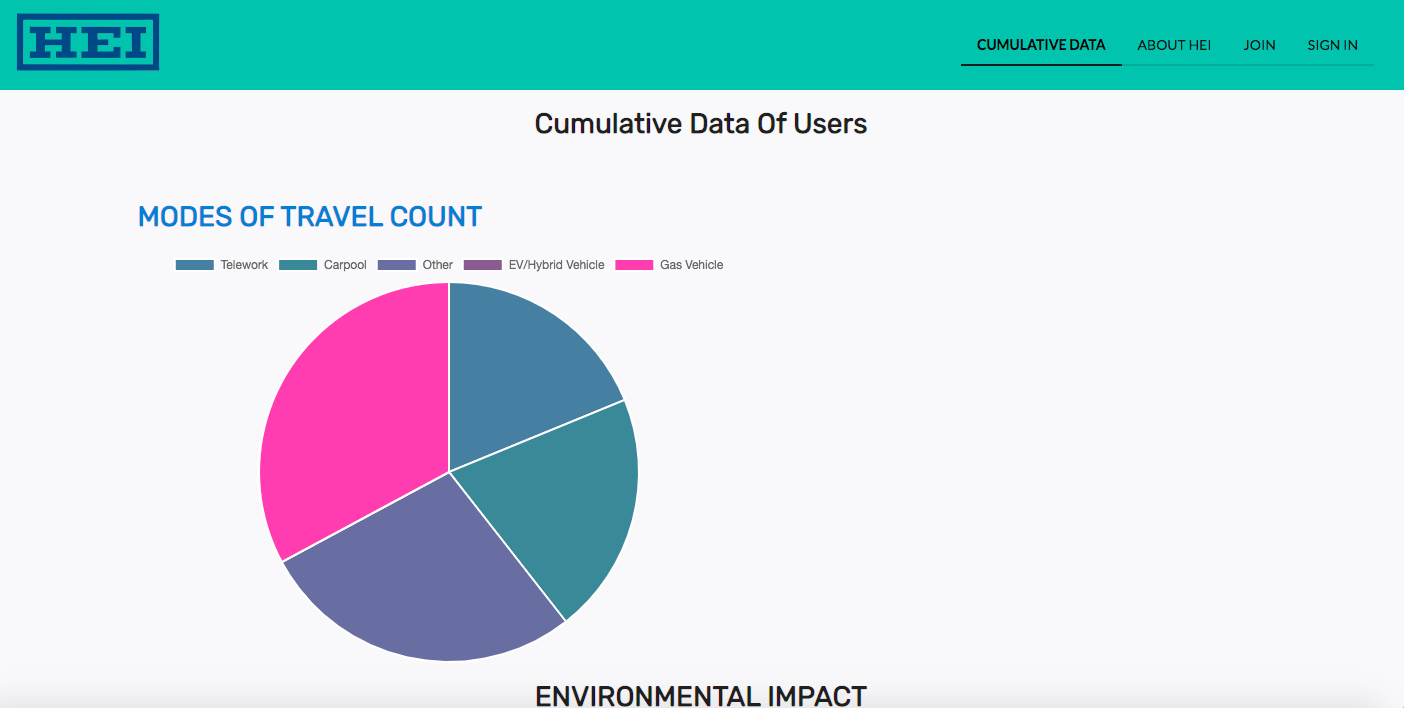 HEI
CUMULATIVE DATA ABOUT HEI JOIN SIGN IN
Cumulative Data Of Users
MODES OF TRAVEL COUNT
Telework Carpool Other EV/Hybrid Vehicle Gas Vehicle
ENVIRONMENTAL IMPACT